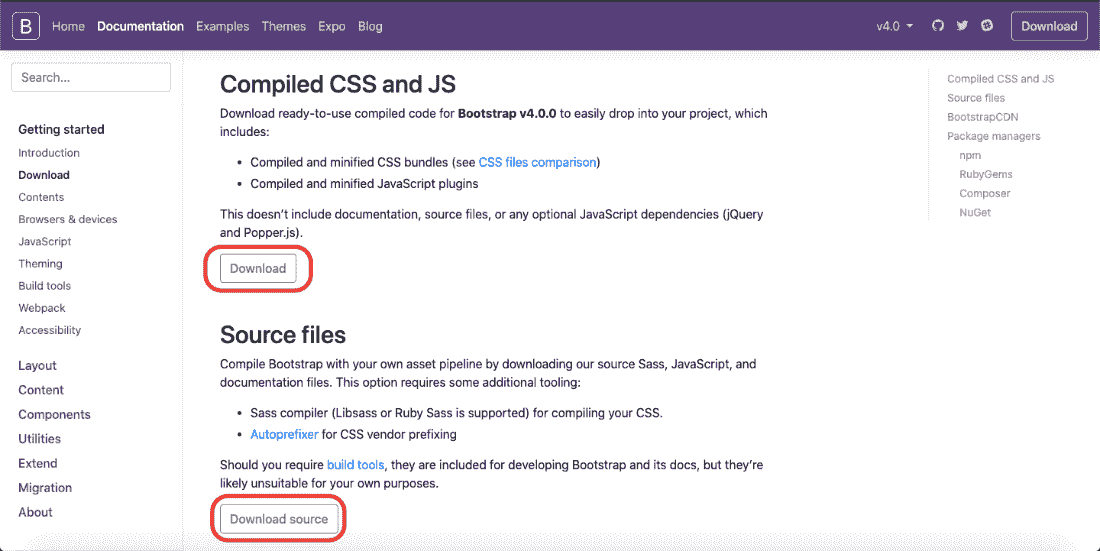 B Home Documentation Examples Themes Expo Blog v4.0 Download
Search...
Getting started
Introduction
Download
Contents
Browsers & devices
JavaScript
Theming
Build tools
Webpack
Accessibility
Layout
Content
Components
Utilities
Extend
Migration
About
Compiled CSS and JS
Download ready-to-use compiled code for Bootstrap v4.0.0 to easily drop into your project, which
includes:
• Compiled and minified CSS bundles (see CSS files comparison)
• Compiled and minified JavaScript plugins
This doesn't include documentation, source files, or any optional JavaScript dependencies (jQuery
and Popper.js).
Download
Source files
Compile Bootstrap with your own asset pipeline by downloading our source Sass, JavaScript, and
documentation files. This option requires some additional tooling:
• Sass compiler (Libsass or Ruby Sass is supported) for compiling your CSS.
• Autoprefixer for CSS vendor prefixing
Should you require build tools, they are included for developing Bootstrap and its docs, but they're
likely unsuitable for your own purposes.
Download source
Compiled CSS and JS
Source files
BootstrapCDN
Package managers
npm
RubyGems
Composer
NuGet